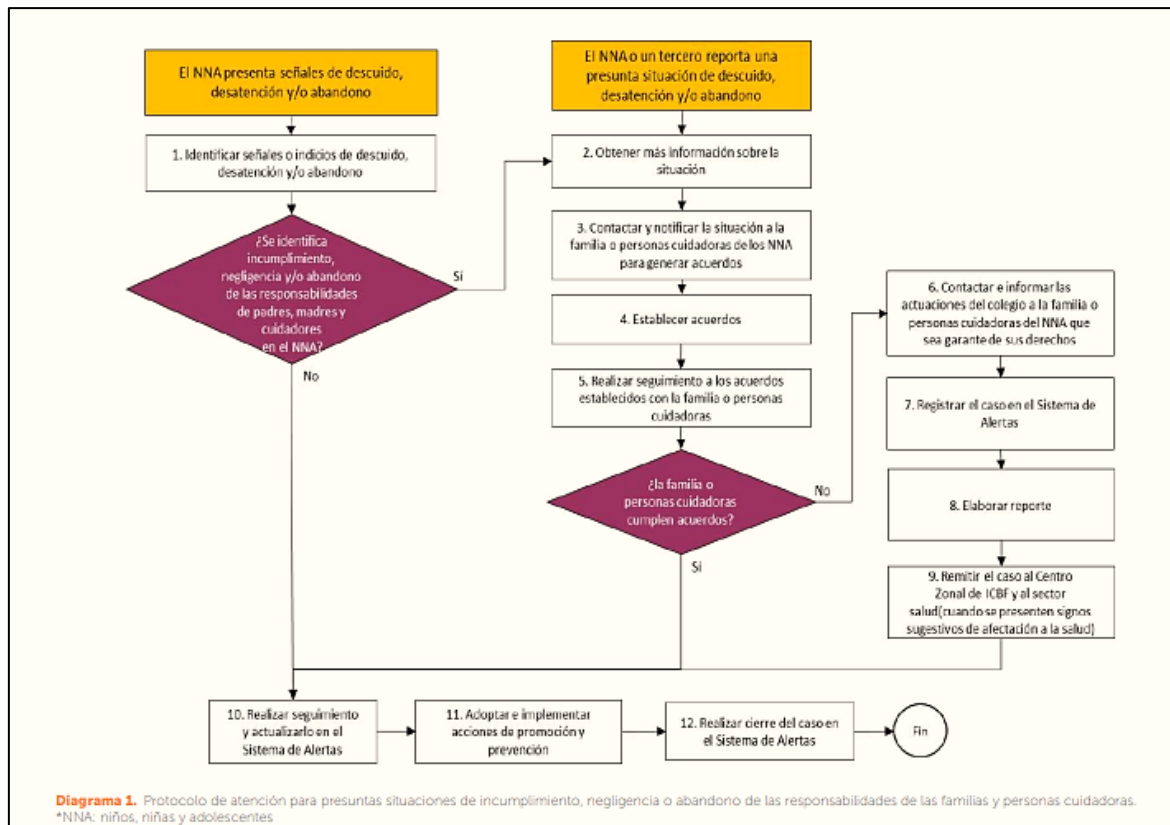 El NNA presenta señales de descuido,
desatención y/o abandono
1. Identificar señales o indicios de descuido,
desatención y/o abandono
¿Se identifica
incumplimiento,
negligencia y/o abandono
de las responsabilidades
de padres, madres y
cuidadores
en el NNA?
Sí
No
El NNA o un tercero reporta una
presunta situación de descuido,
desatención y/o abandono
2. Obtener más información sobre la
situación
3. Contactar y notificar la situación a la
familia o personas cuidadoras de los NNA
para generar acuerdos
4. Establecer acuerdos
5. Realizar seguimiento a los acuerdos
establecidos con la familia o personas
cuidadoras
¿la familia o
personas cuidadoras
cumplen acuerdos?
No
Sí
6. Contactar e informar las
actuaciones del colegio a la familia o
personas cuidadoras del NNA que
sea garante de sus derechos
7. Registrar el caso en el Sistema de
Alertas
8. Elaborar reporte
9. Remitir el caso al Centro
Zonal de ICBF y al sector
salud(cuando se presenten signos
sugestivos de afectación a la salud)
10. Realizar seguimiento
y actualizarlo en el
Sistema de Alertas
11. Adoptar e implementar
acciones de promoción y
prevención
12. Realizar cierre del caso en
el Sistema de Alertas
Fin
Diagrama 1. Protocolo de atención para presuntas situaciones de incumplimiento, negligencia o abandono de las responsabilidades de las familias y personas cuidadoras.
*NNA: niños, niñas y adolescentes